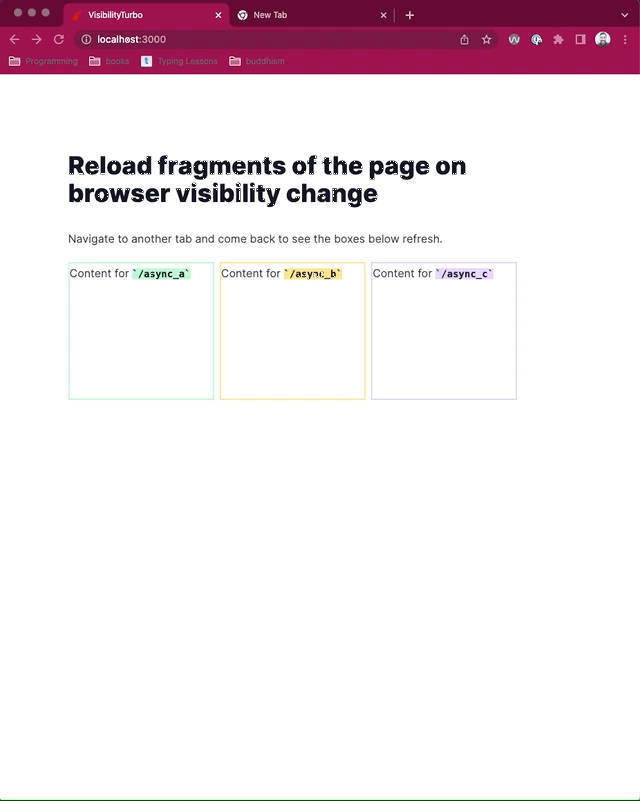 VisibilityTurbo
New Tab
localhost:3000
Programming books Typing Lessons buddhism
Reload fragments of the page on
browser visibility change
Navigate to another tab and come back to see the boxes below refresh.
Content for `/async_a`
Content for `/async_b`
Content for `/async_c`